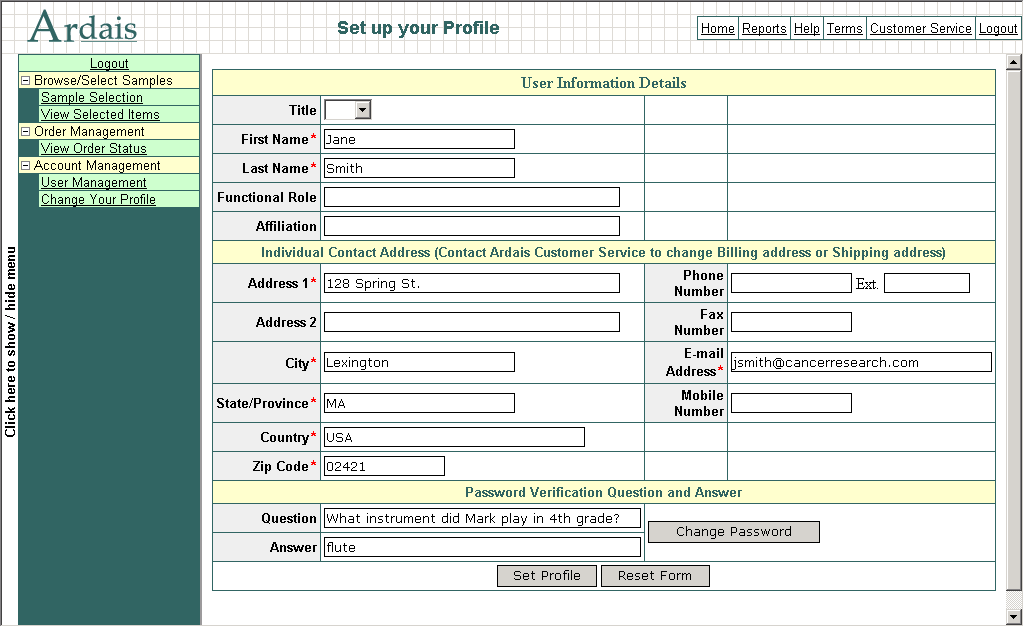 Ardais
Set up your Profile
Home Reports Help Terms Customer Service Logout
Logout
Browse/Select Samples
Sample Selection
View Selected Items
Order Management
View Order Status
Account Management
User Management
Change Your Profile
Click here to show / hide menu
User Information Details
Title
First Name* Jane
Last Name* Smith
Functional Role
Affiliation
Individual Contact Address (Contact Ardais Customer Service to change Billing address or Shipping address)
Address 1* 128 Spring St.
Phone
Number
Ext.
Address 2
Fax
Number
City* Lexington
E-mail
Address* jsmith@cancerresearch.com
State/Province* MA
Mobile
Number
Country* USA
Zip Code* 02421
Password Verification Question and Answer
Question What instrument did Mark play in 4th grade?
Change Password
Answer flute
Set Profile Reset Form